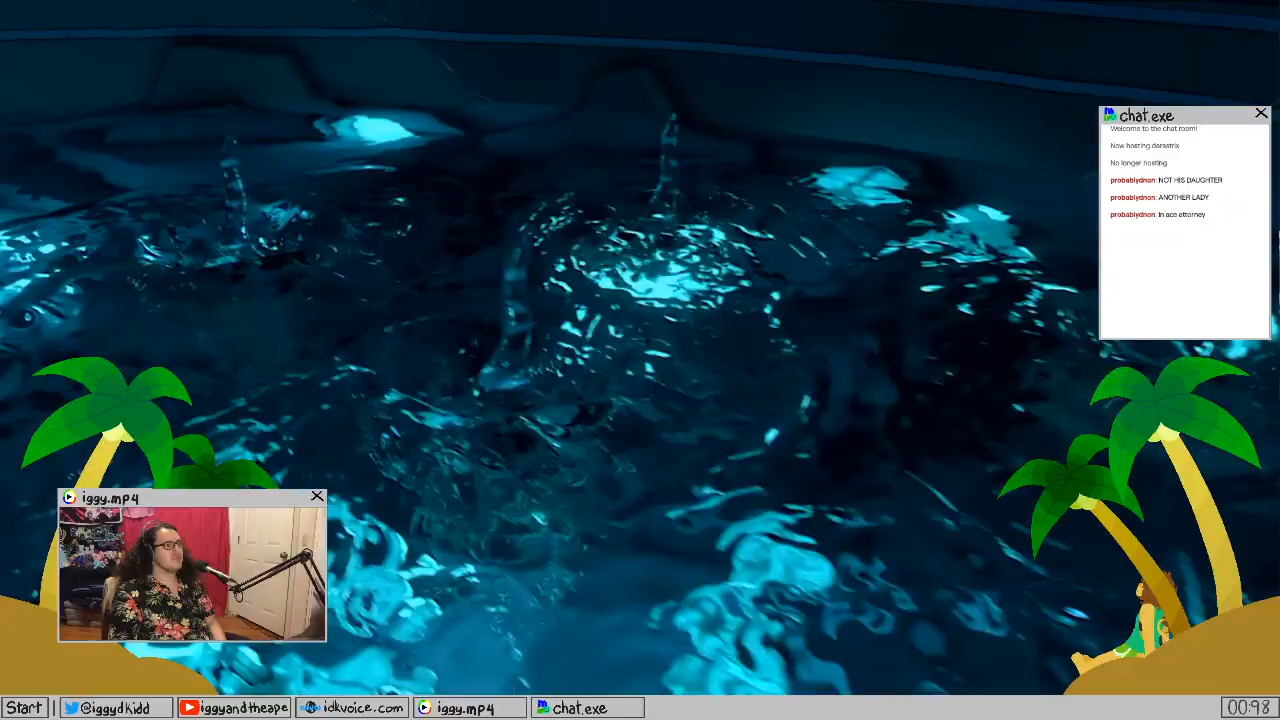 chat.exe
Welcome to the chat room!
Now hosting darastrix
No longer hosting.
probablydnon: NOT HIS DAUGHTER
probablydnon: ANOTHER LADY
probablydnon: In ace attorney
iggy.mp4
Start
@iggydkidd
iggyandtheape
www idkvoice.com
iggy.mp4
chat.exe
00:98